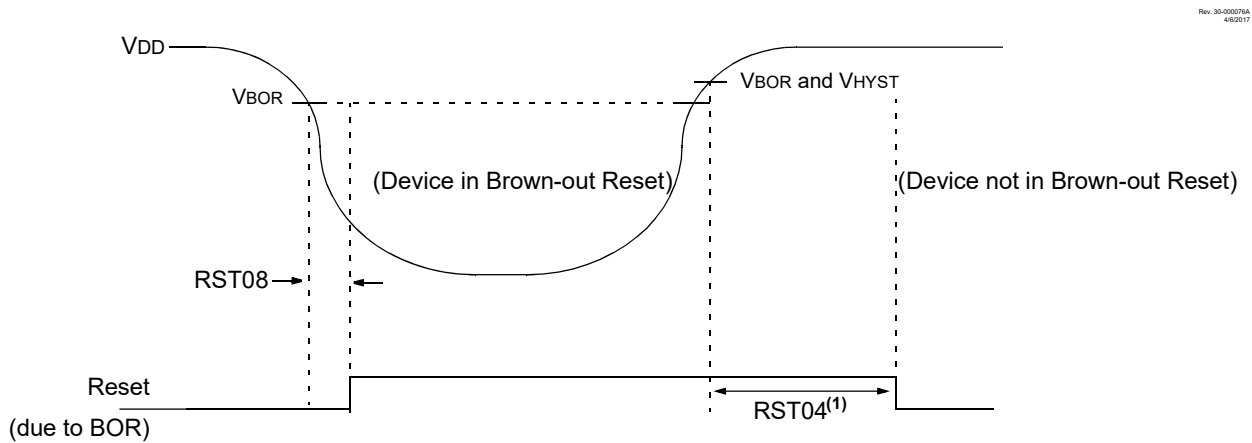 Rev. 30-000076A
4/6/2017
VDD
VBOR
VBOR and VHYST
(Device in Brown-out Reset)
(Device not in Brown-out Reset)
RST08
Reset
(due to BOR)
RST04(1)